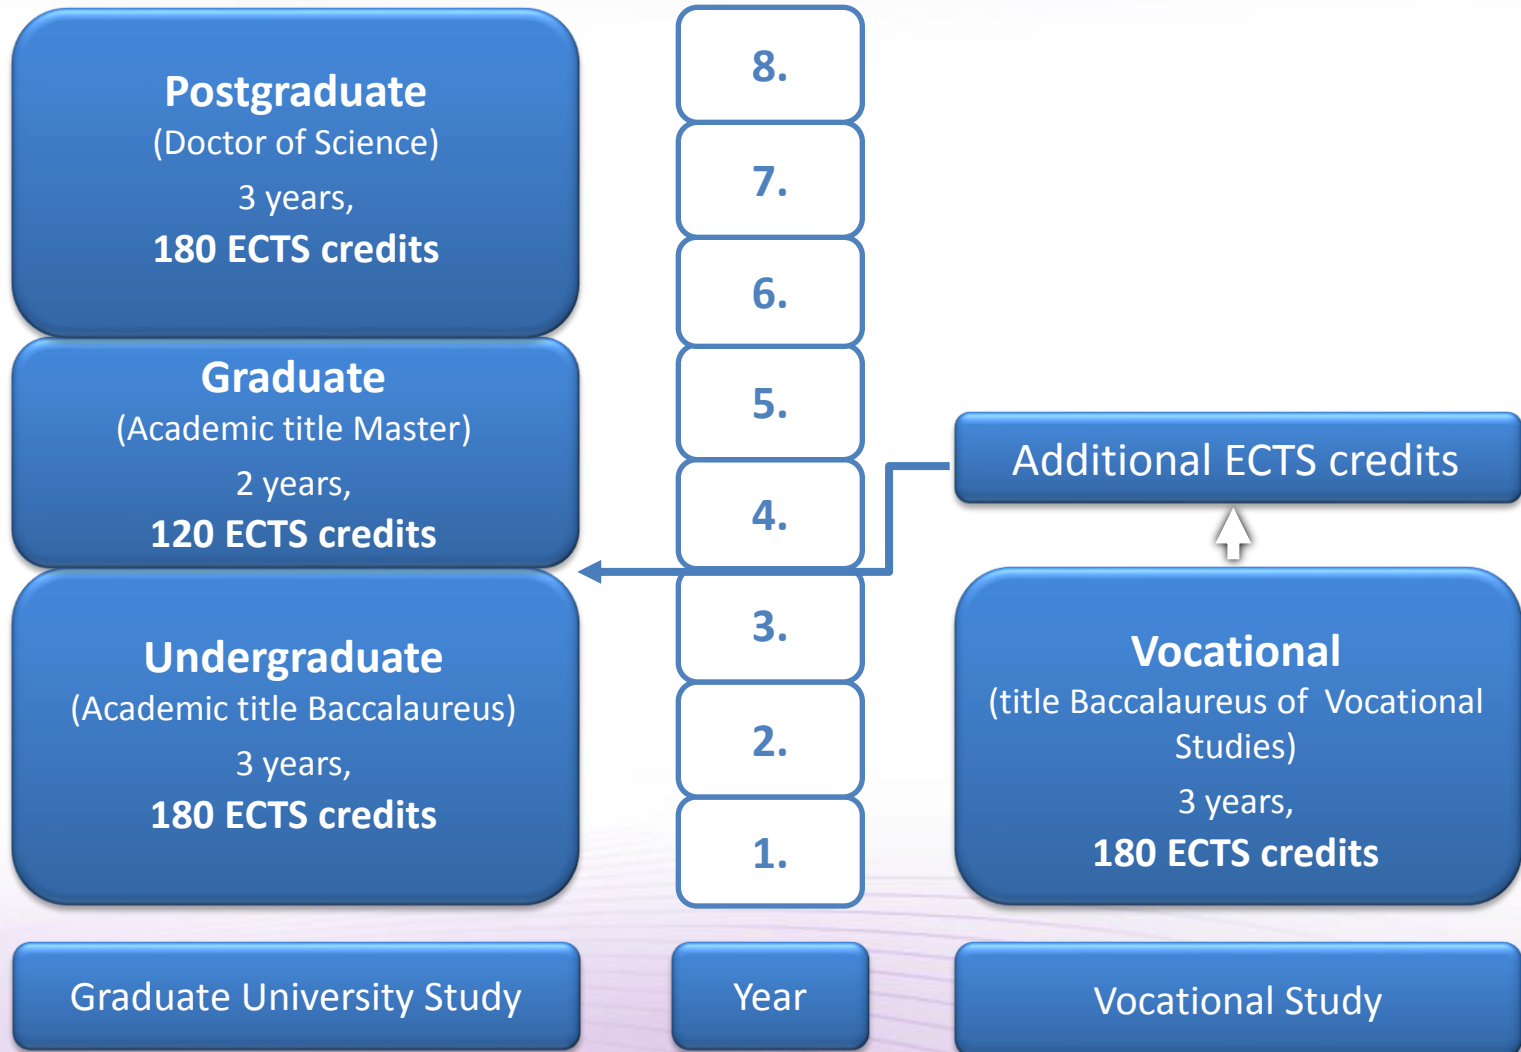 Postgraduate
(Doctor of Science)
3 years,
180 ECTS credits
Graduate
(Academic title Master)
2 years,
120 ECTS credits
Undergraduate
(Academic title Baccalaureus)
3 years,
180 ECTS credits
Graduate University Study
8.
7.
6.
5.
4.
3.
2.
1.
Year
Additional ECTS credits
Vocational
(title Baccalaureus of Vocational
Studies)
3 years,
180 ECTS credits
Vocational Study